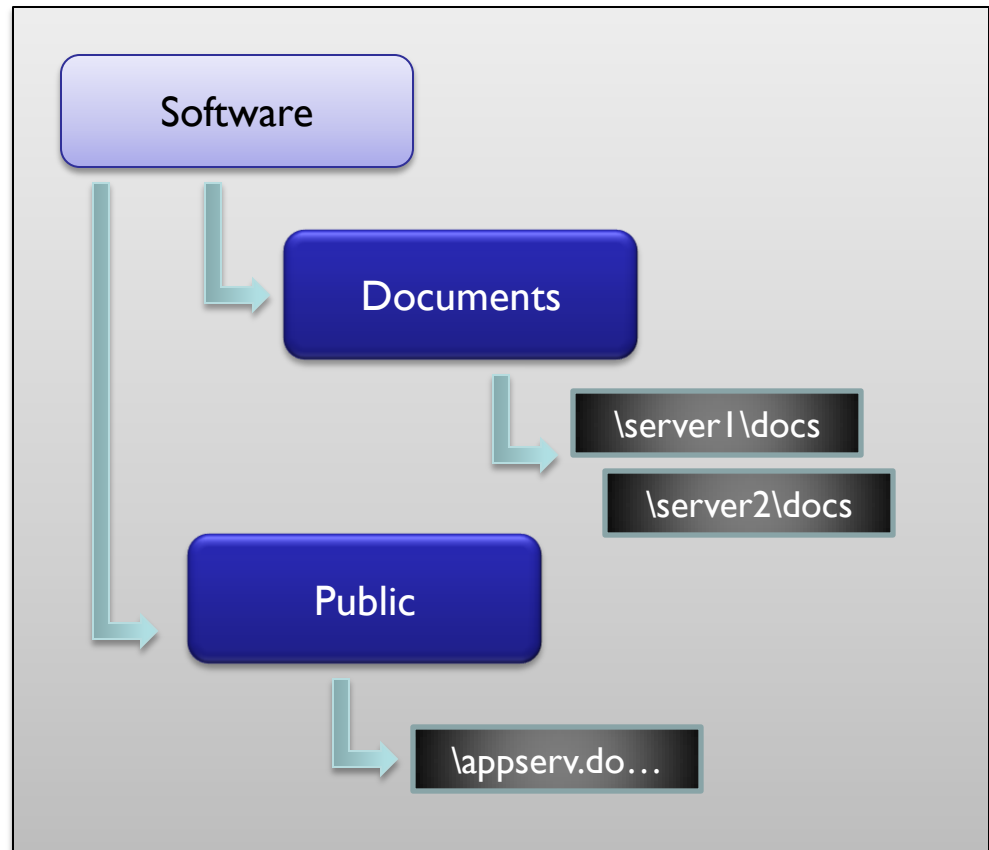 Software
Documents
\server1\docs
\server2\docs
Public
\appserv.do…